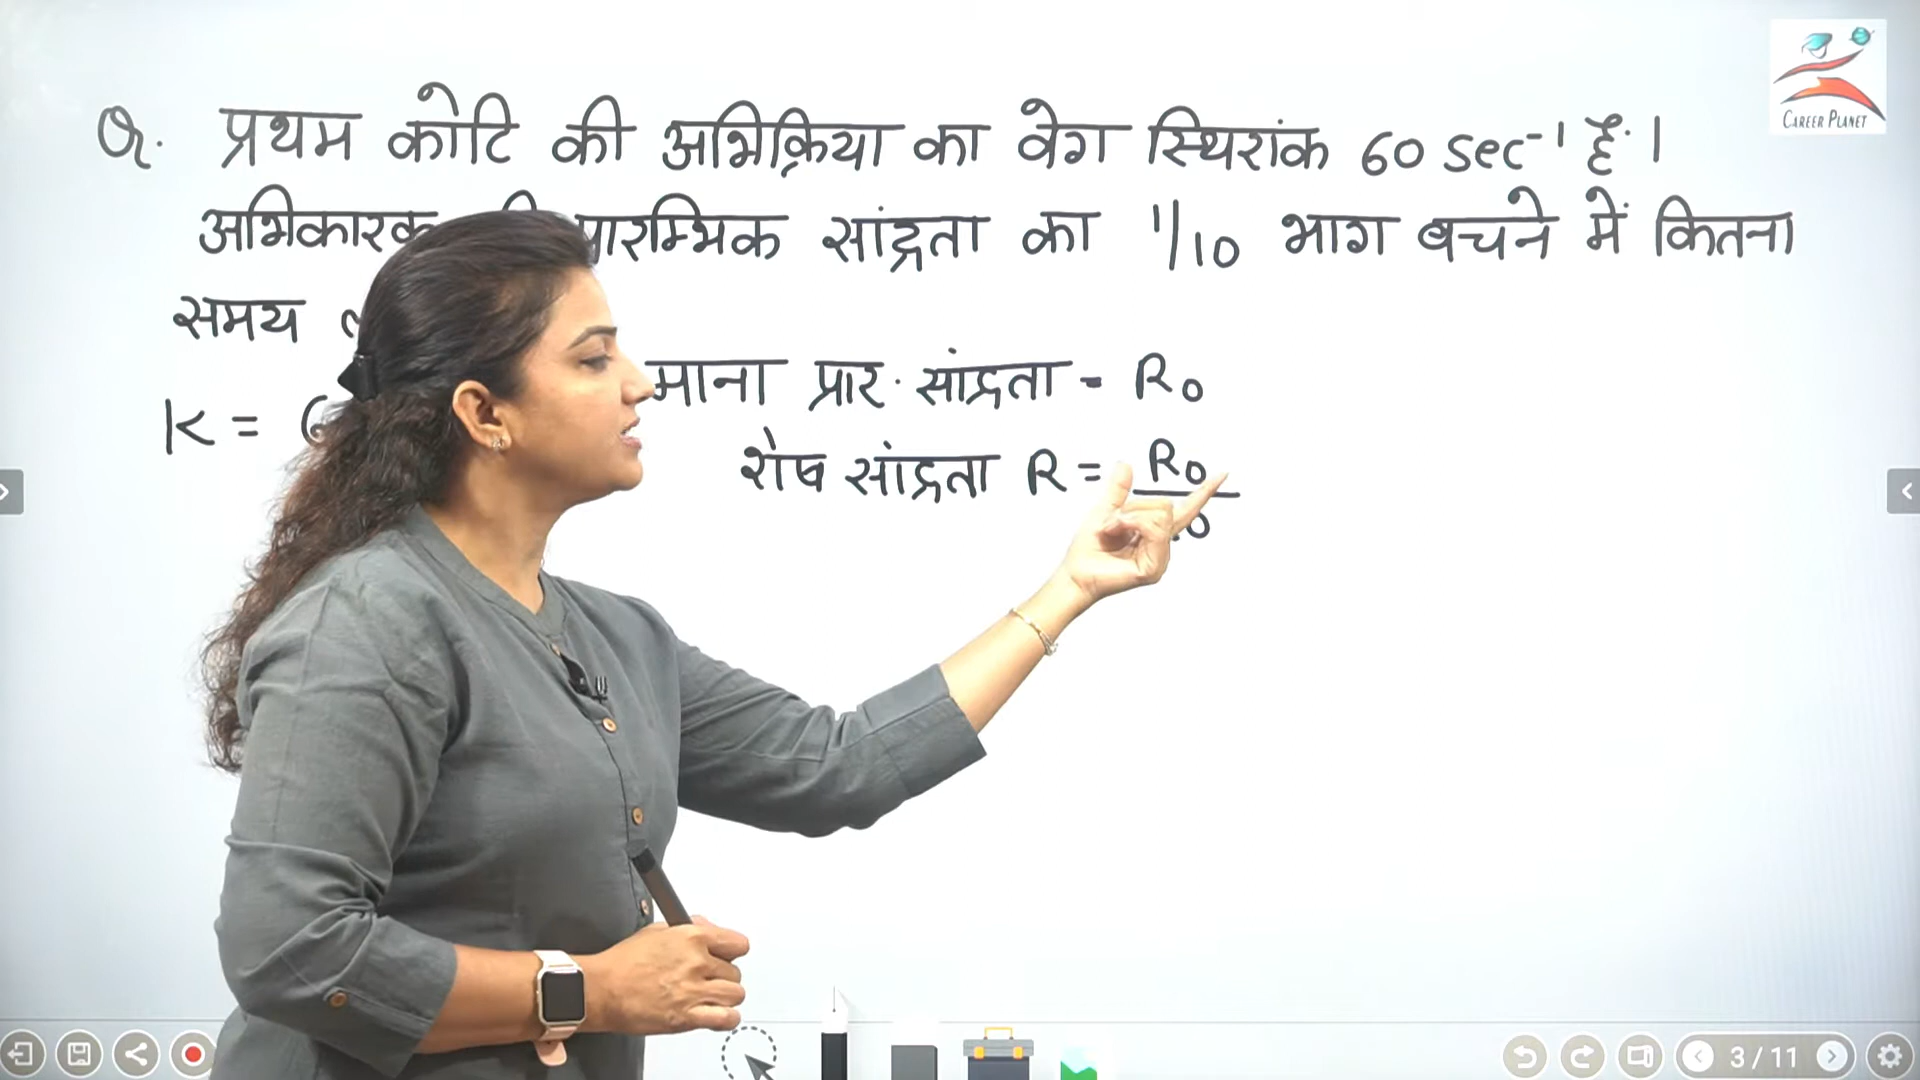 Q. प्रथम कोटि की अभिक्रिया का वेग स्थिरांक 60 sec⁻¹ है।
अभिकारक प्रारम्भिक सांद्रता का 1/10 भाग बचने में कितना
समय
माना प्रार. सांद्रता - R₀
K =
शेष सांद्रता R = R₀
CAREER PLANET
3 / 11